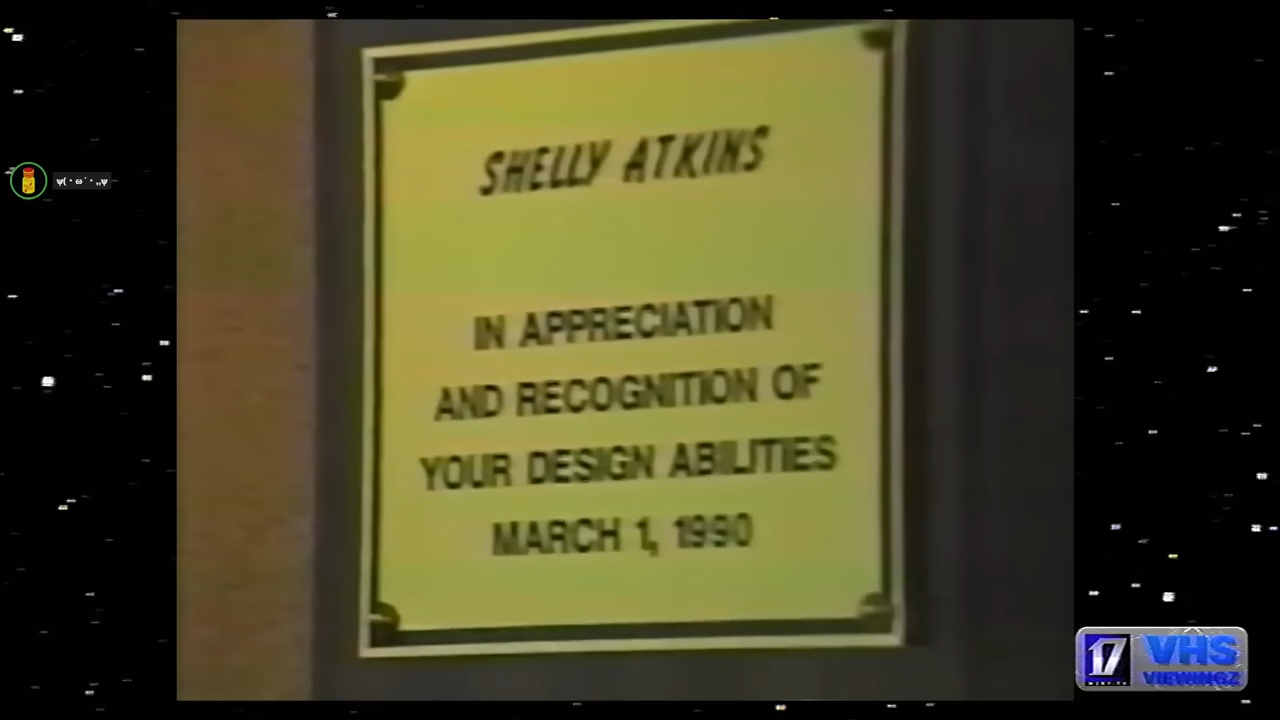 SHELLY ATKINS
IN APPRECIATION
AND RECOGNITION OF
YOUR DESIGN ABILITIES
MARCH 1, 1990
ψ(・ω´・,,ψ
17
VHS
VIEWINGZ